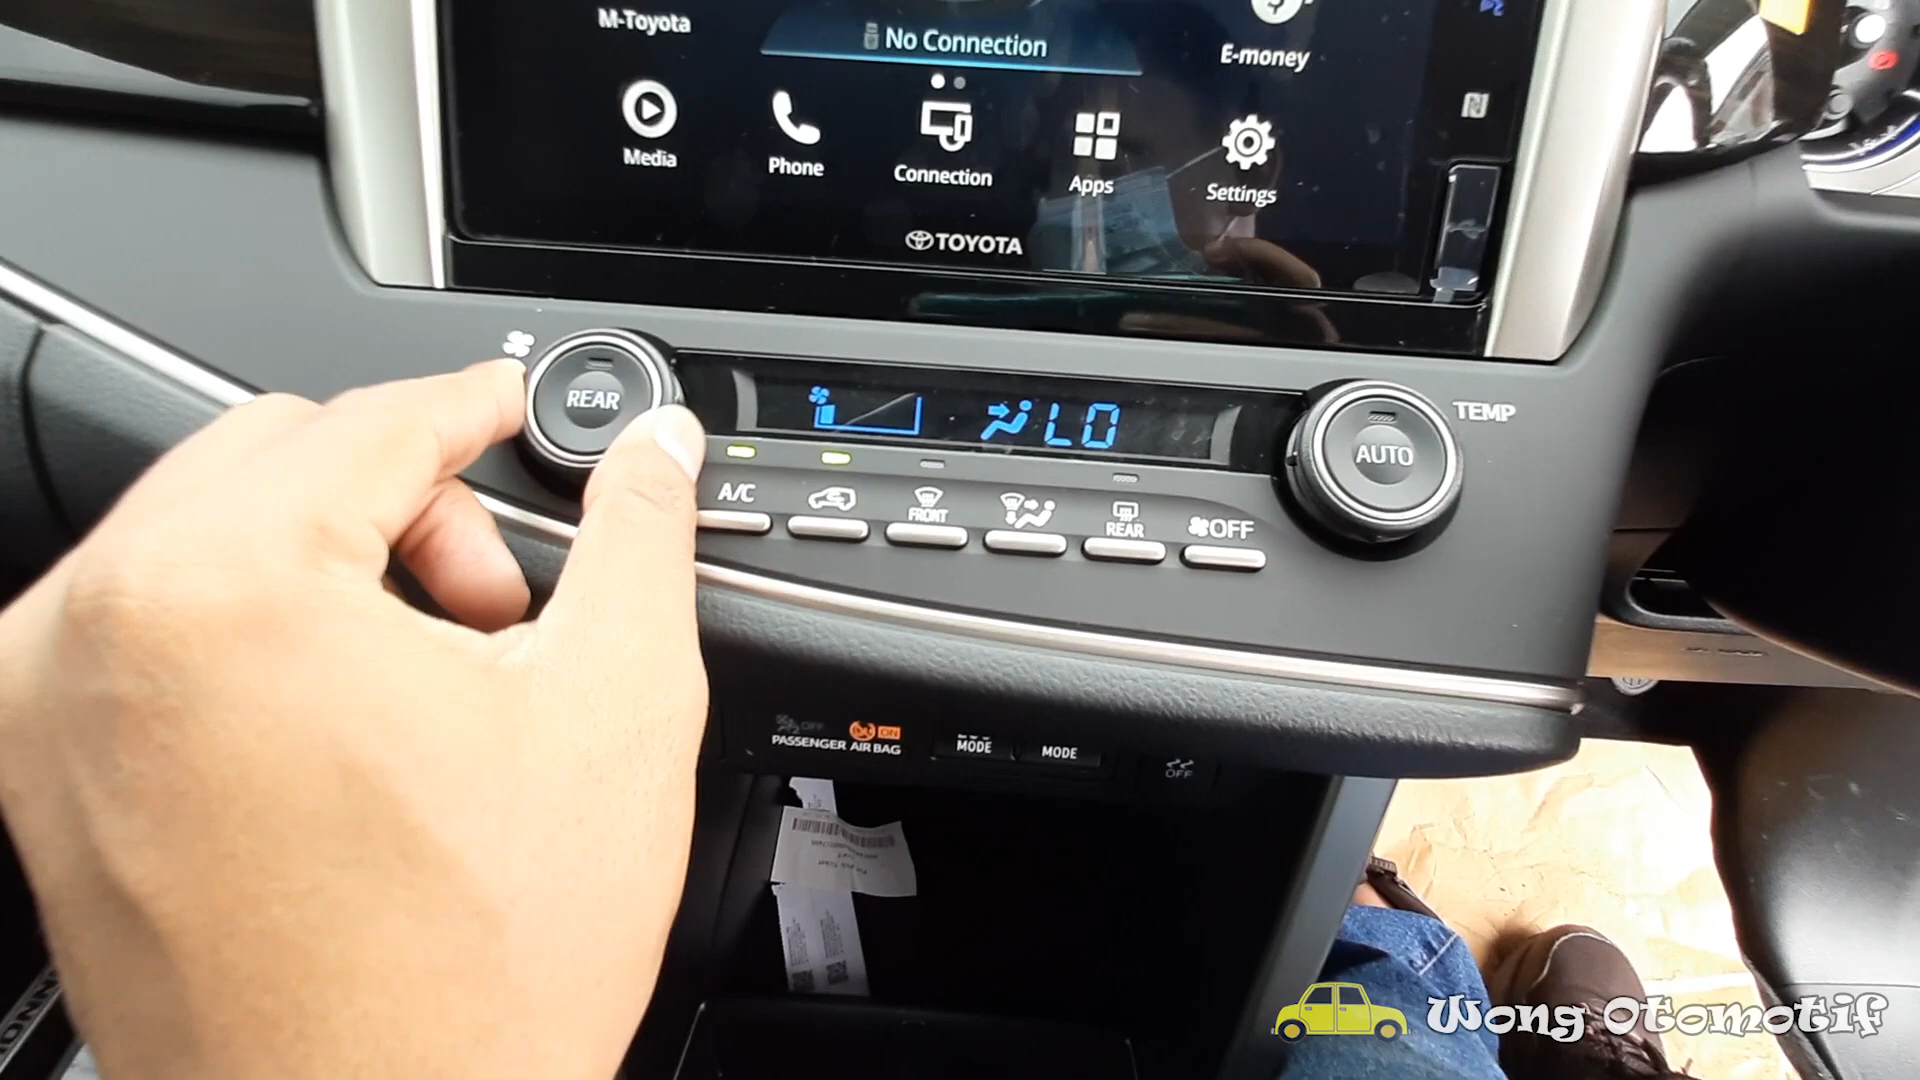 M-Toyota
No Connection
E-money
Media
Phone
Connection
Apps
Settings
TOYOTA
REAR
LO
TEMP
AUTO
A/C
FRONT
REAR
OFF
OFF
ON
PASSENGER AIR BAG
MODE
MODE
OFF
Wong Otomotif